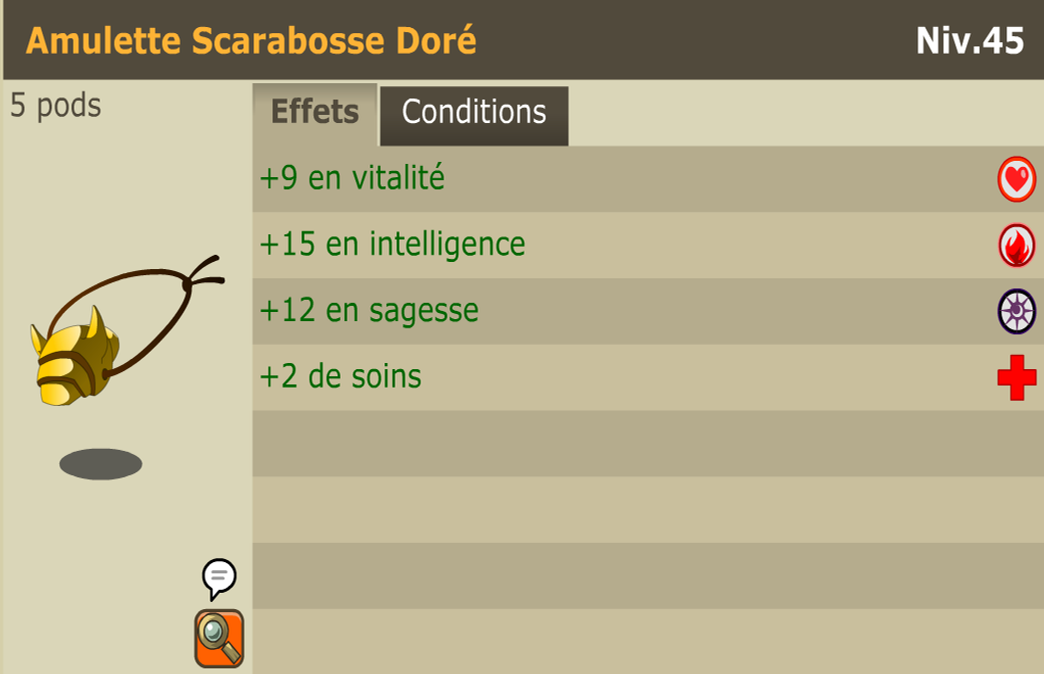 Amulette Scarabosse Doré
Niv.45
5 pods
Effets
Conditions
+9 en vitalité
+15 en intelligence
+12 en sagesse
+2 de soins